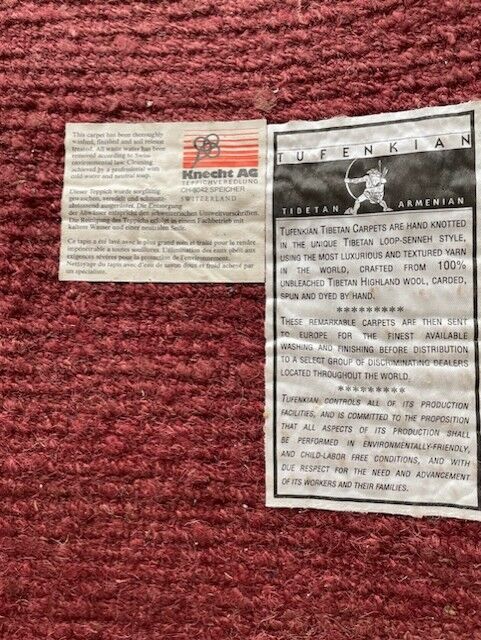 This carpet has been thoroughly
washed, finished and soil release
treated. All waste water has been
removed according to Swiss
environmental law. Cleaning
achieved by a professional with
cold water and neutral soap.
Knecht AG
TEPPICHVEREDLUNG
CH-9042 SPEICHER
SWITZERLAND
Dieser Teppich wurde sorgfältig
gewaschen, veredelt und schmutz-
abstossend ausgerüstet. Die Entsorgung
der Abwässer entspricht den schweizerischen Umweltvorschriften.
Die Reinigung des Teppichs soll in einem Fachbetrieb mit
kaltem Wasser und einer neutralen Seife.
Ce tapis a été lavé avec le plus grand soin et traité pour le rendre
repoussable à toutes souillures. L'élimination des eaux obéit aux
exigences sévères pour la protection de l'environnement.
Nettoyage du tapis avec d'eau de savon doux et froid achevé par
un spécialiste.
TUFENKIAN
TIBETAN ARMENIAN
TUFENKIAN TIBETAN CARPETS ARE HAND KNOTTED
IN THE UNIQUE TIBETAN LOOP-SENNEH STYLE,
USING THE MOST LUXURIOUS AND TEXTURED YARN
IN THE WORLD, CRAFTED FROM 100%
UNBLEACHED TIBETAN HIGHLAND WOOL, CARDED,
SPUN AND DYED BY HAND.
*********
THESE REMARKABLE CARPETS ARE THEN SENT
TO EUROPE FOR THE FINEST AVAILABLE
WASHING AND FINISHING BEFORE DISTRIBUTION
TO A SELECT GROUP OF DISCRIMINATING DEALERS
LOCATED THROUGHOUT THE WORLD.
*********
TUFENKIAN CONTROLS ALL OF ITS PRODUCTION
FACILITIES, AND IS COMMITTED TO THE PROPOSITION
THAT ALL ASPECTS OF ITS PRODUCTION SHALL
BE PERFORMED IN ENVIRONMENTALLY-FRIENDLY,
AND CHILD-LABOR FREE CONDITIONS, AND WITH
DUE RESPECT FOR THE NEED AND ADVANCEMENT
OF ITS WORKERS AND THEIR FAMILIES.